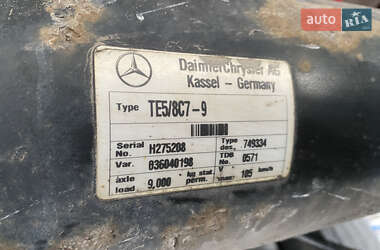 auto RIA
DaimlerChrysler AG
Kassel - Germany
Type TE5/8C7-9
Serial No. H275208 Type des. 749334
Var. 036040198 TDB No. 0571
axle load 9,000 kg stat. perm. V 105 km/h